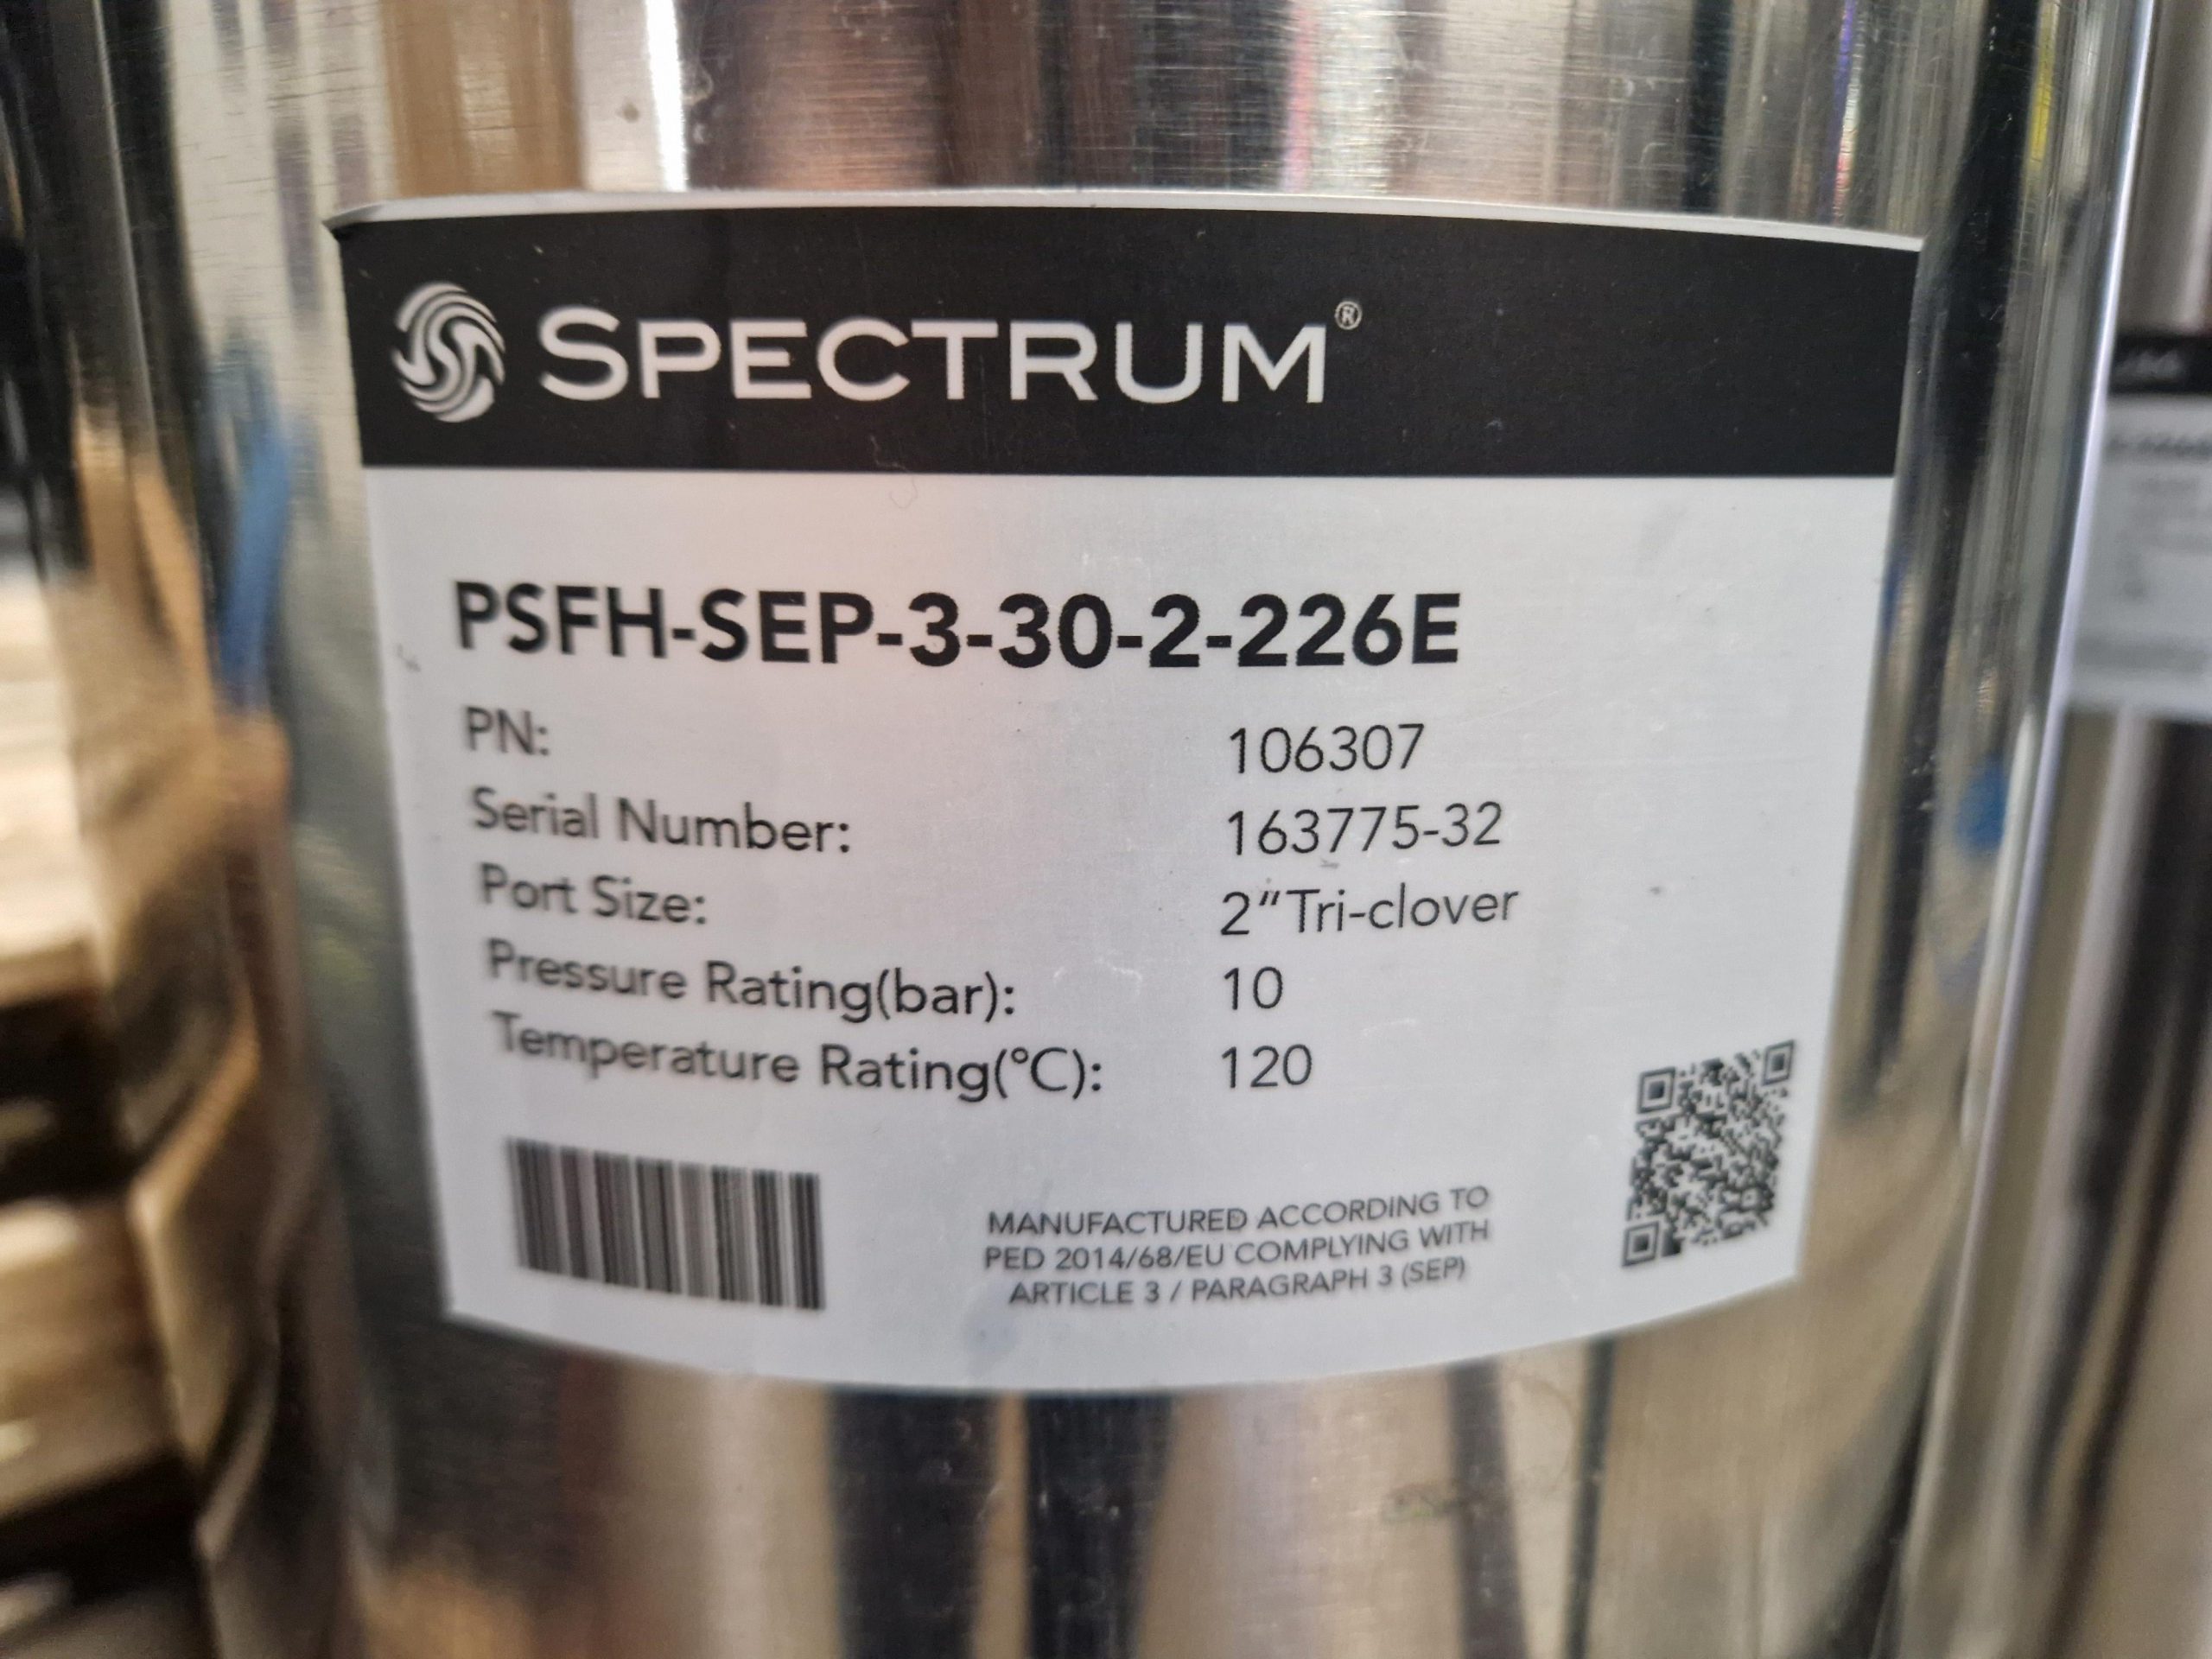 SPECTRUM®
PSFH-SEP-3-30-2-226E
PN: 106307
Serial Number: 163775-32
Port Size: 2"Tri-clover
Pressure Rating(bar): 10
Temperature Rating(°C): 120
MANUFACTURED ACCORDING TO
PED 2014/68/EU COMPLYING WITH
ARTICLE 3 / PARAGRAPH 3 (SEP)